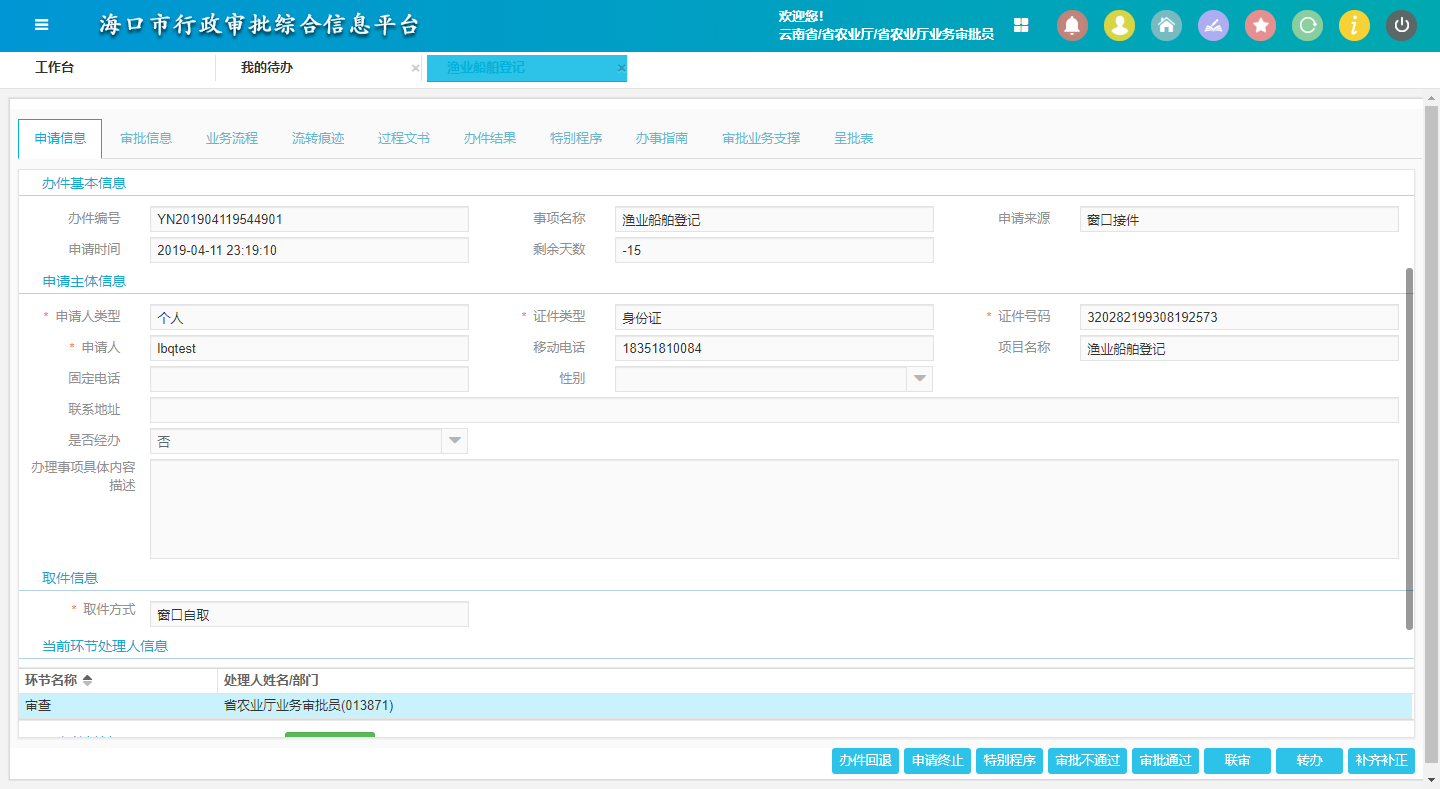 海口市行政审批综合信息平台
欢迎您!
云南省/省农业厅/省农业厅业务审批员
工作台
我的待办
渔业船舶登记
申请信息
审批信息
业务流程
流转痕迹
过程文书
办件结果
特别程序
办事指南
审批业务支撑
呈批表
办件基本信息
办件编号 YN201904119544901
事项名称 渔业船舶登记
申请来源 窗口接件
申请时间 2019-04-11 23:19:10
剩余天数 -15
申请主体信息
* 申请人类型 个人
* 证件类型 身份证
* 证件号码 320282199308192573
* 申请人 lbqtest
移动电话 18351810084
项目名称 渔业船舶登记
固定电话
性别
联系地址
是否经办 否
办理事项具体内容
描述
取件信息
* 取件方式 窗口自取
当前环节处理人信息
环节名称
处理人姓名/部门
审查
省农业厅业务审批员(013871)
办件回退
申请终止
特别程序
审批不通过
审批通过
联审
转办
补齐补正